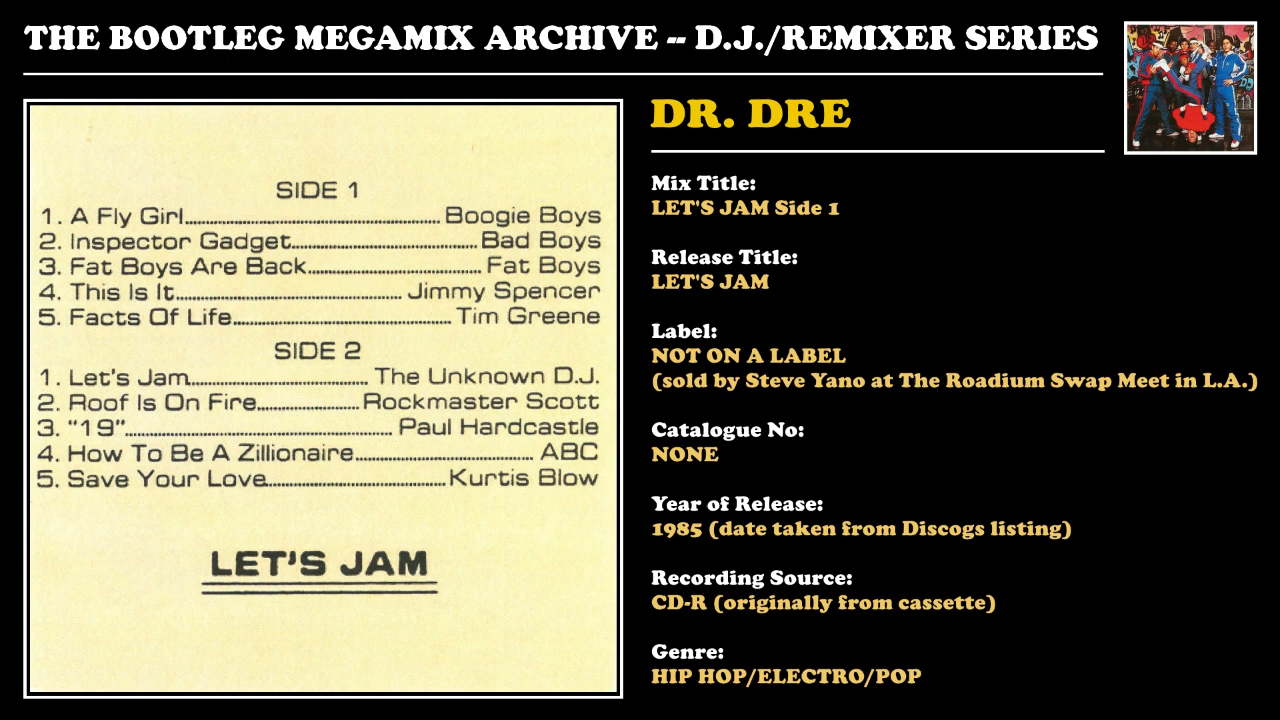 THE BOOTLEG MEGAMIX ARCHIVE -- D.J./REMIXER SERIES
SIDE 1
1. A Fly Girl........................ Boogie Boys
2. Inspector Gadget........................ Bad Boys
3. Fat Boys Are Back........................ Fat Boys
4. This Is It........................ Jimmy Spencer
5. Facts Of Life........................ Tim Greene
SIDE 2
1. Let's Jam........................ The Unknown D.J.
2. Roof Is On Fire........................ Rockmaster Scott
3. "19"........................ Paul Hardcastle
4. How To Be A Zillionaire........................ ABC
5. Save Your Love........................ Kurtis Blow
LET'S JAM
DR. DRE
Mix Title:
LET'S JAM Side 1
Release Title:
LET'S JAM
Label:
NOT ON A LABEL
(sold by Steve Yano at The Roadium Swap Meet in L.A.)
Catalogue No:
NONE
Year of Release:
1985 (date taken from Discogs listing)
Recording Source:
CD-R (originally from cassette)
Genre:
HIP HOP/ELECTRO/POP